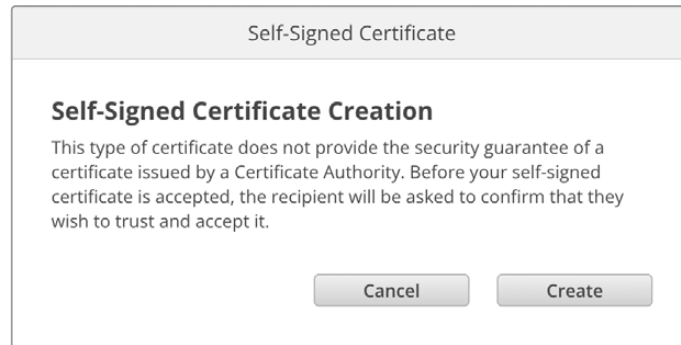 Self-Signed Certificate
Self-Signed Certificate Creation
This type of certificate does not provide the security guarantee of a
certificate issued by a Certificate Authority. Before your self-signed
certificate is accepted, the recipient will be asked to confirm that they
wish to trust and accept it.
Cancel Create